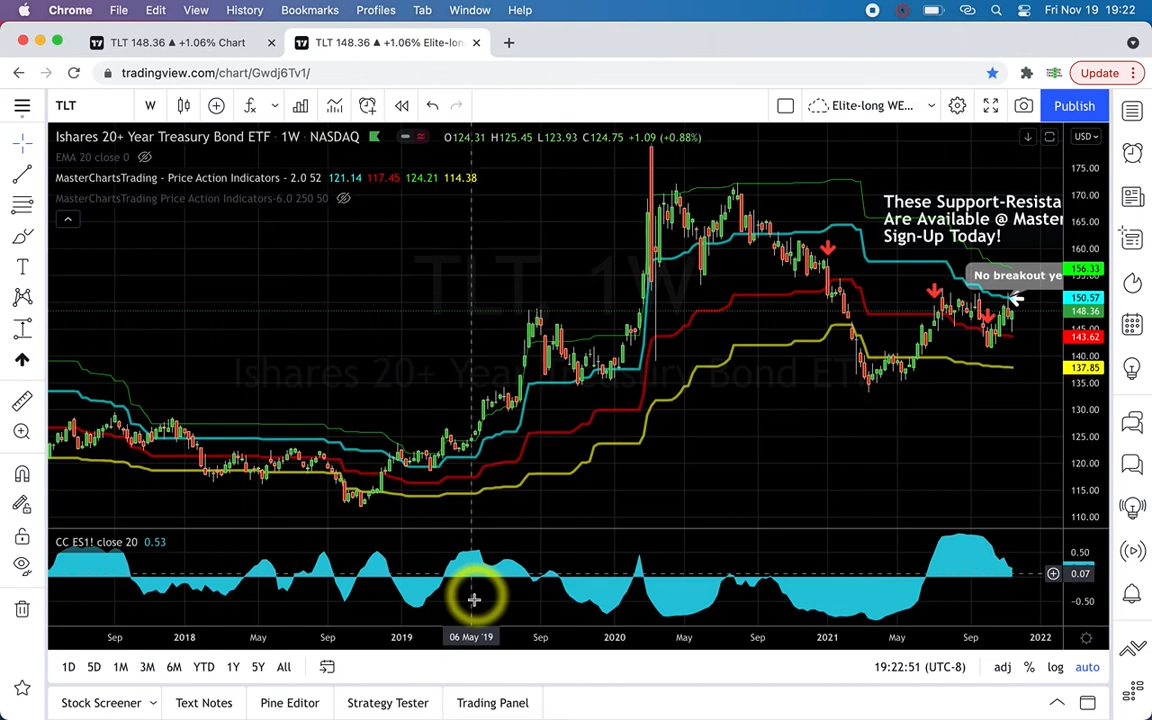 Chrome File Edit View History Bookmarks Profiles Tab Window Help Fri Nov 19 19:22
TLT 148.36 ▲ +1.06% Chart
TLT 148.36 ▲ +1.06% Elite-lon
tradingview.com/chart/Gwdj6Tv1/
Update
TLT W Elite-long WE... Publish
Ishares 20+ Year Treasury Bond ETF · 1W · NASDAQ O124.31 H125.45 L123.93 C124.75 +1.09 (+0.88%) USD
EMA 20 close 0
MasterChartsTrading - Price Action Indicators - 2.0 52 121.14 117.45 124.21 114.38
MasterChartsTrading Price Action Indicators-6.0 250 50
These Support-Resista
Are Available @ Master
Sign-Up Today!
No breakout ye
TLT, 1W
Ishares 20+ Year Treasury Bond ETF
175.00
170.00
165.00
160.00
156.33
150.57
148.36
145.00
143.62
140.00
137.85
135.00
130.00
125.00
120.00
115.00
110.00
CC ES1! close 20 0.53
0.50
0.07
−0.50
Sep 2018 May Sep 2019 06 May '19 Sep 2020 May Sep 2021 May Sep 2022
1D 5D 1M 3M 6M YTD 1Y 5Y All 19:22:51 (UTC-8) adj % log auto
Stock Screener Text Notes Pine Editor Strategy Tester Trading Panel